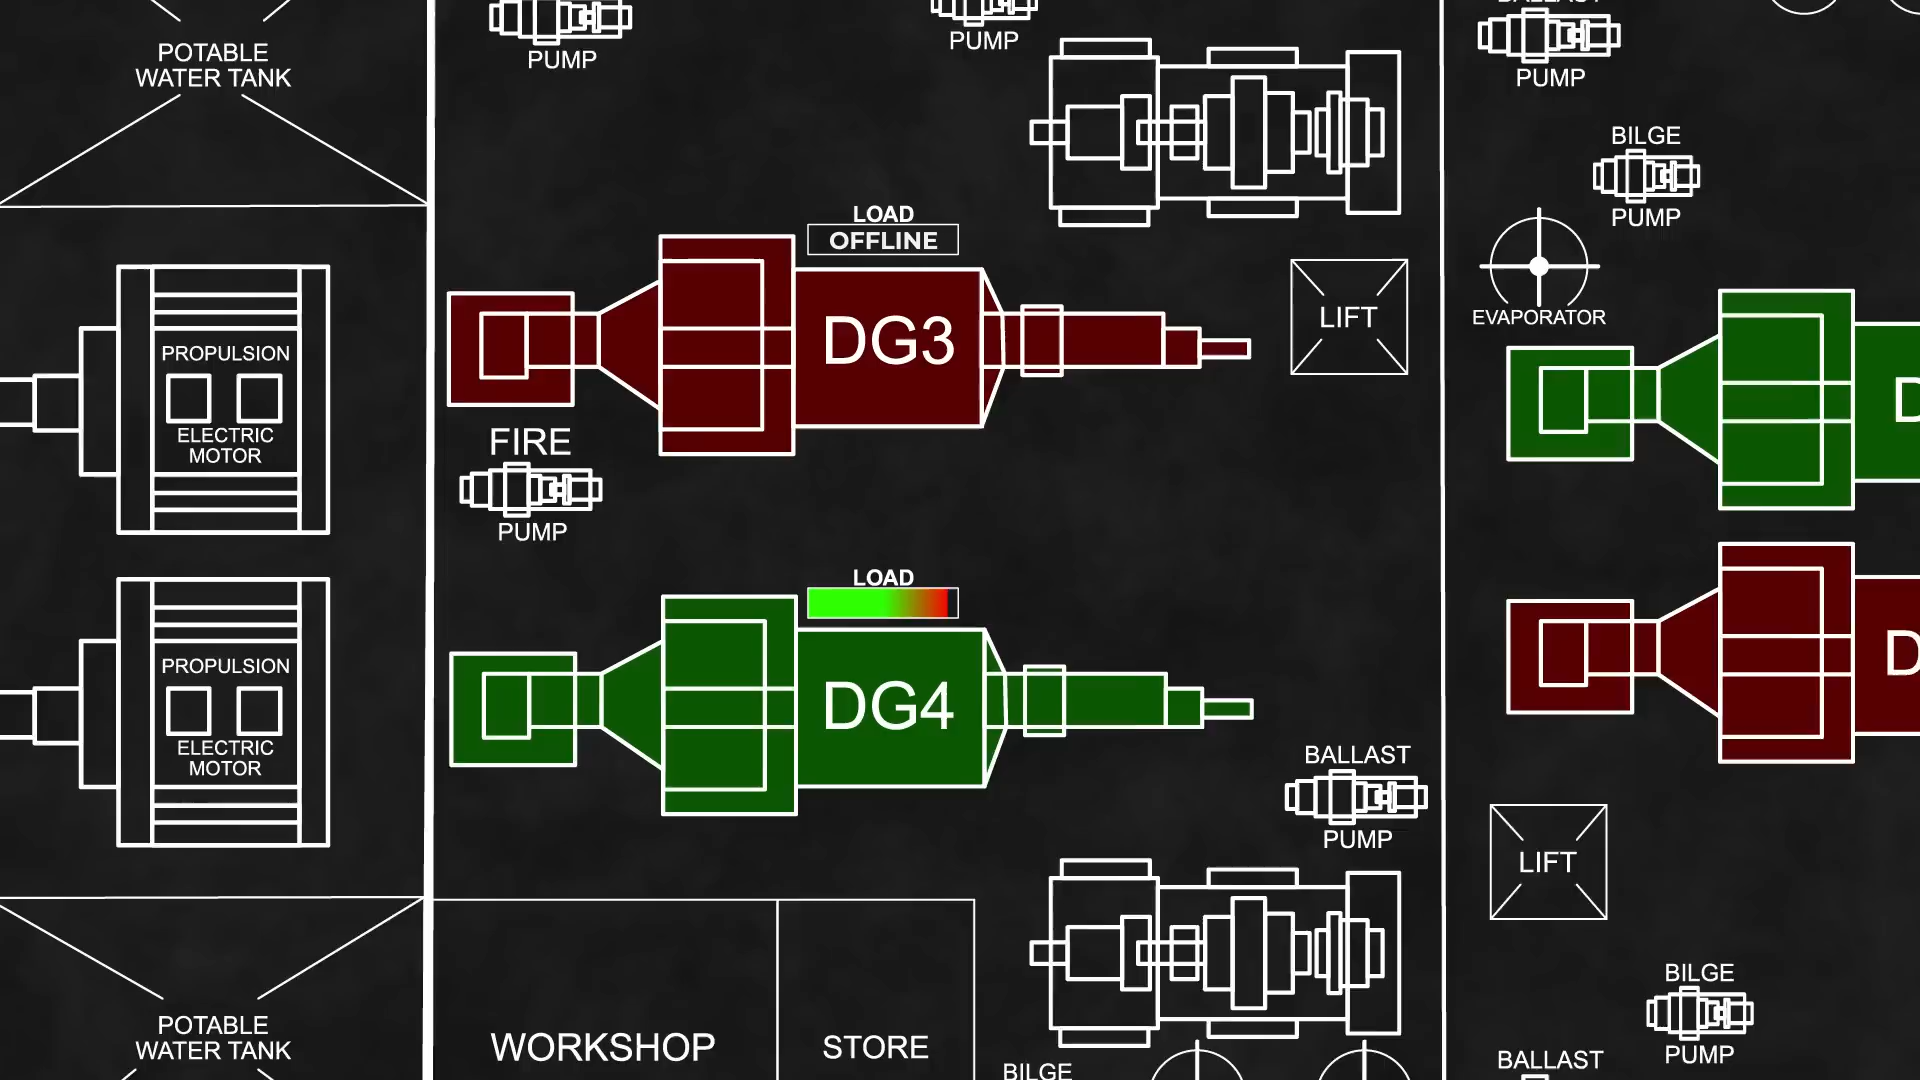 POTABLE
WATER TANK
PUMP
PUMP
PUMP
BILGE
PUMP
LOAD
OFFLINE
DG3
LIFT
EVAPORATOR
PROPULSION
ELECTRIC
MOTOR
FIRE
PUMP
LOAD
DG4
PROPULSION
ELECTRIC
MOTOR
BALLAST
PUMP
LIFT
BILGE
PUMP
POTABLE
WATER TANK
WORKSHOP
STORE
BILGE
BALLAST